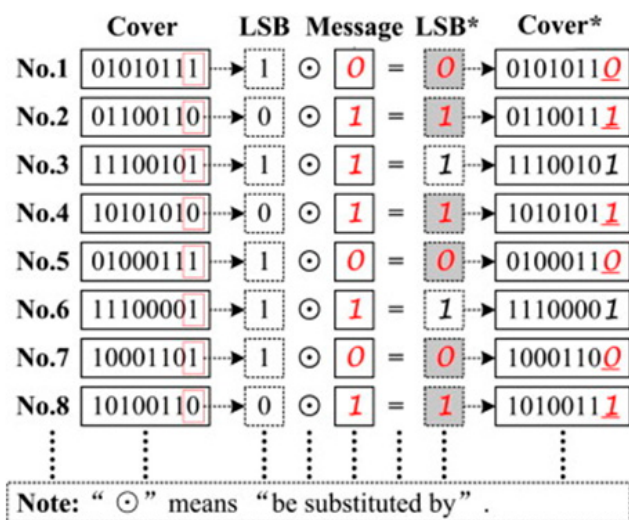 Cover LSB Message LSB* Cover*
No.1 01010111 1 ⊙ 0 = 0 01010110
No.2 01100110 0 ⊙ 1 = 1 01100111
No.3 11100101 1 ⊙ 1 = 1 11100101
No.4 10101010 0 ⊙ 1 = 1 10101011
No.5 01000111 1 ⊙ 0 = 0 01000110
No.6 11100001 1 ⊙ 1 = 1 11100001
No.7 10001101 1 ⊙ 0 = 0 10001100
No.8 10100110 0 ⊙ 1 = 1 10100111
Note: “ ⊙ ” means “be substituted by” .